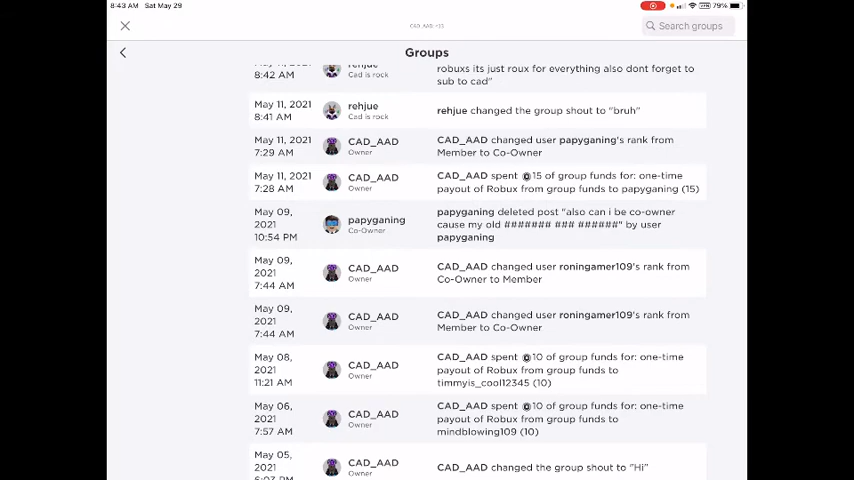 8:43 AM Sat May 29
79%
Search groups
Groups
8:42 AM
Cad is rock
robuxs its just roux for everything also dont forget to
sub to cad"
May 11, 2021
8:41 AM
rehjue
Cad is rock
rehjue changed the group shout to "bruh"
May 11, 2021
7:29 AM
CAD_AAD
Owner
CAD_AAD changed user papyganing's rank from
Member to Co-Owner
May 11, 2021
7:28 AM
CAD_AAD
Owner
CAD_AAD spent 15 of group funds for: one-time
payout of Robux from group funds to papyganing (15)
May 09,
2021
10:54 PM
papyganing
Co-Owner
papyganing deleted post "also can i be co-owner
cause my old ####### ### ######" by user
papyganing
May 09,
2021
7:44 AM
CAD_AAD
Owner
CAD_AAD changed user roningamer109's rank from
Co-Owner to Member
May 09,
2021
7:44 AM
CAD_AAD
Owner
CAD_AAD changed user roningamer109's rank from
Member to Co-Owner
May 08,
2021
11:21 AM
CAD_AAD
Owner
CAD_AAD spent 10 of group funds for: one-time
payout of Robux from group funds to
timmyis_cool12345 (10)
May 06,
2021
7:57 AM
CAD_AAD
Owner
CAD_AAD spent 10 of group funds for: one-time
payout of Robux from group funds to
mindblowing109 (10)
May 05,
2021
6:03 PM
CAD_AAD
Owner
CAD_AAD changed the group shout to "Hi"